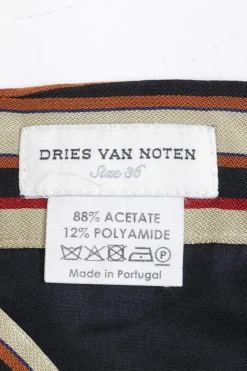 DRIES VAN NOTEN
Size 36
88% ACETATE
12% POLYAMIDE
Made in Portugal